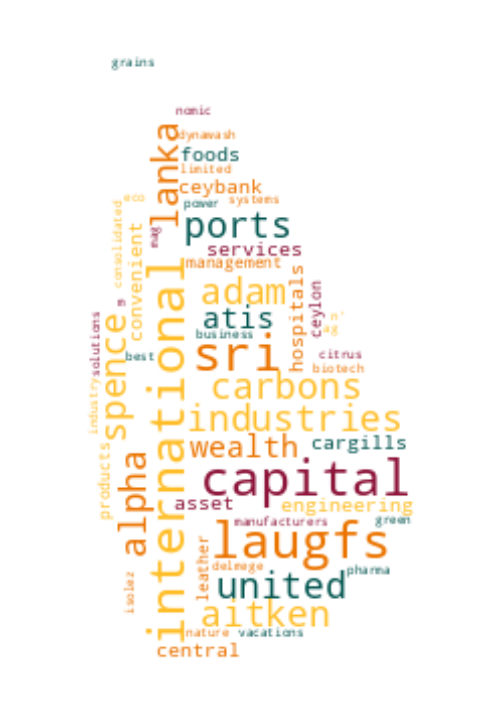 grains
nomic
dynawash
lanka
foods
limited
ceybank
eo
power
systems
consolidated
ports
mag
convenient
services
management
international
hospitals
adam
ceylon
m
atis
n'
ag
business
solutions
spence
sri
best
citrus
biotech
industry
carbons
industries
wealth
cargills
products
alpha
capital
asset
engineering
manufacturers
green
laugfs
leather
delmege
pharma
isolez
united
aitken
nature
vacations
central